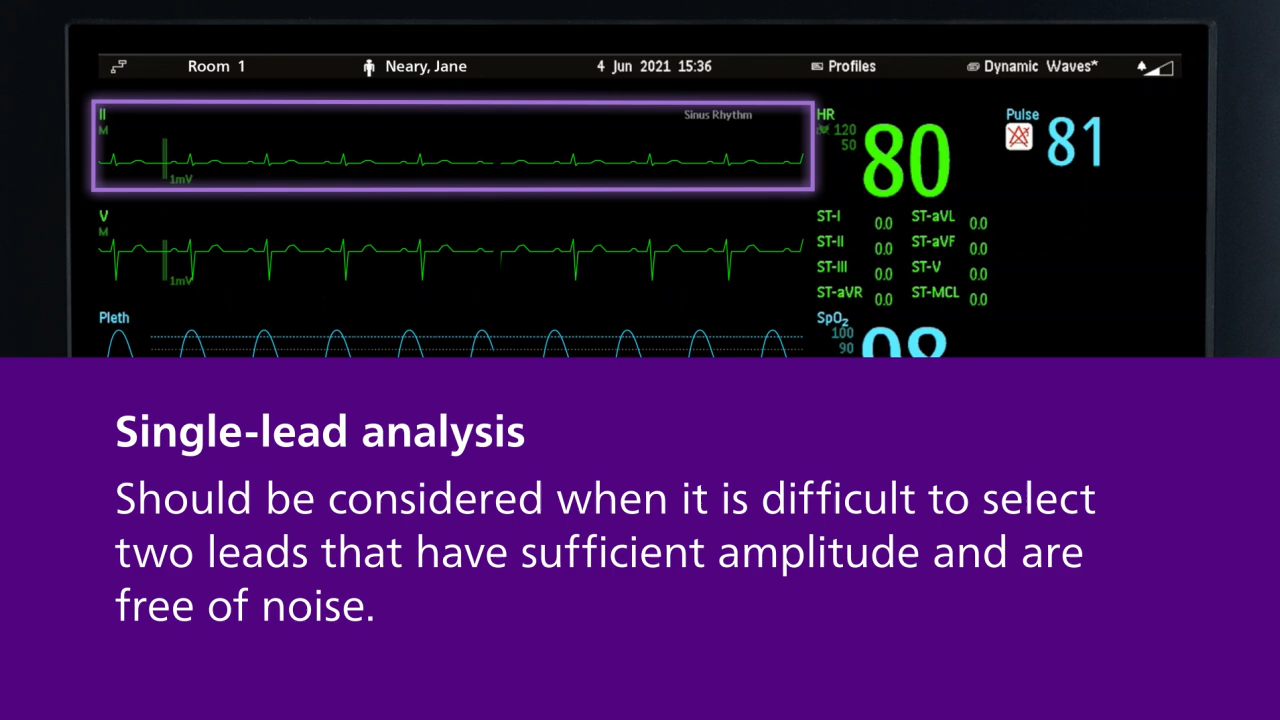 Room 1 Neary, Jane 4 Jun 2021 15:36 Profiles Dynamic Waves*
II Sinus Rhythm HR Pulse
M 120 80 81
50
1mV
V ST-I 0.0 ST-aVL 0.0
M ST-II 0.0 ST-aVF 0.0
1mV ST-III 0.0 ST-V 0.0
ST-aVR 0.0 ST-MCL 0.0
Pleth SpO₂
100
90
Single-lead analysis
Should be considered when it is difficult to select
two leads that have sufficient amplitude and are
free of noise.